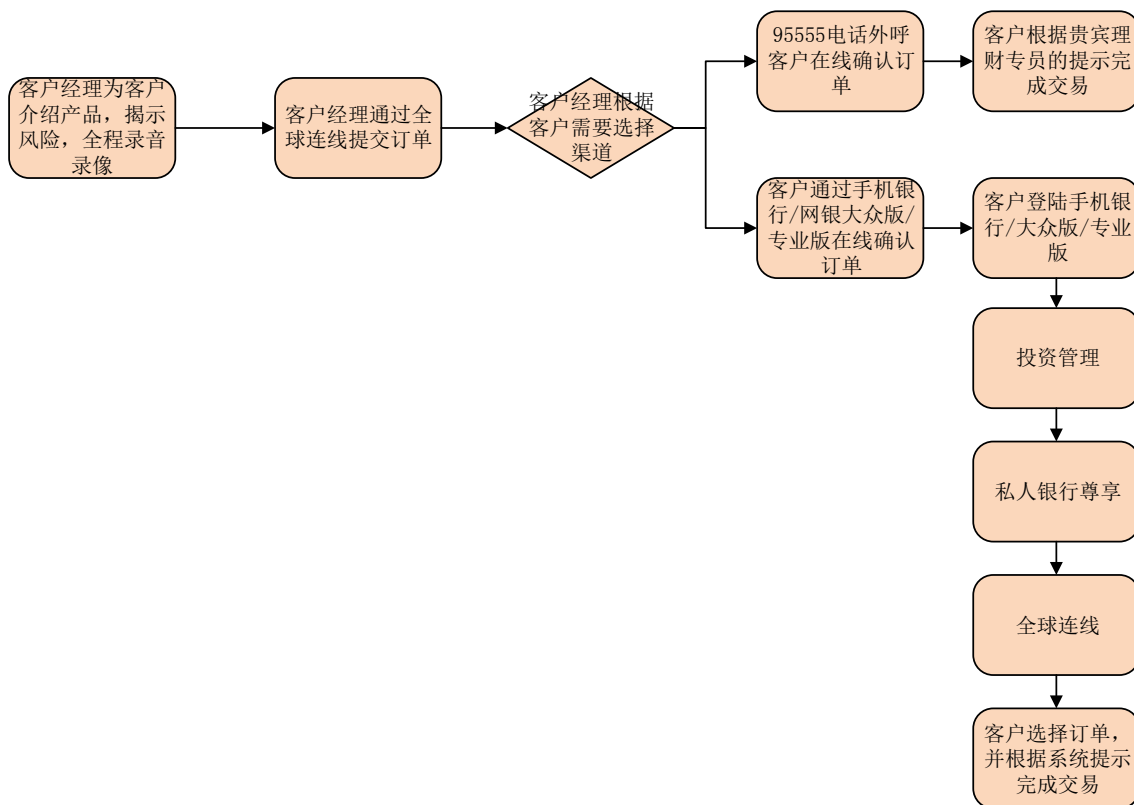 客户经理为客户
介绍产品，揭示
风险，全程录音
录像
客户经理通过全
球连线提交订单
客户经理根据
客户需要选择
渠道
95555电话外呼
客户在线确认订
单
客户根据贵宾理
财专员的提示完
成交易
客户通过手机银
行/网银大众版/
专业版在线确认
订单
客户登陆手机银
行/大众版/专业
版
投资管理
私人银行尊享
全球连线
客户选择订单，
并根据系统提示
完成交易